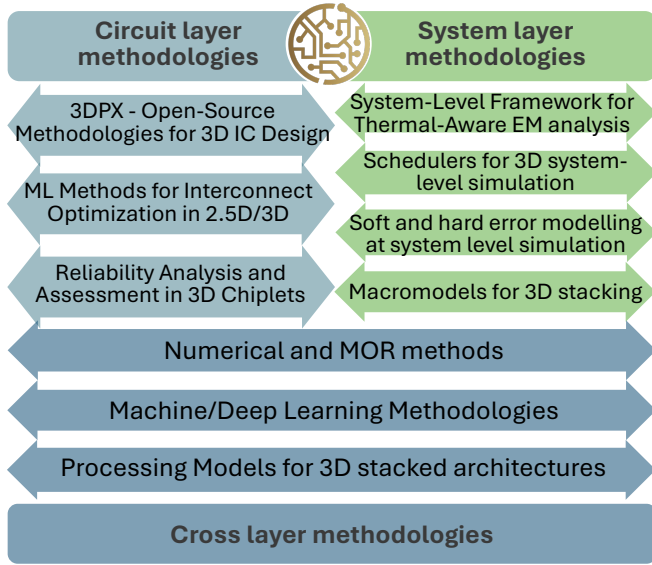 Circuit layer
methodologies
System layer
methodologies
3DPX - Open-Source
Methodologies for 3D IC Design
ML Methods for Interconnect
Optimization in 2.5D/3D
Reliability Analysis and
Assessment in 3D Chiplets
System-Level Framework for
Thermal-Aware EM analysis
Schedulers for 3D system-
level simulation
Soft and hard error modelling
at system level simulation
Macromodels for 3D stacking
Numerical and MOR methods
Machine/Deep Learning Methodologies
Processing Models for 3D stacked architectures
Cross layer methodologies